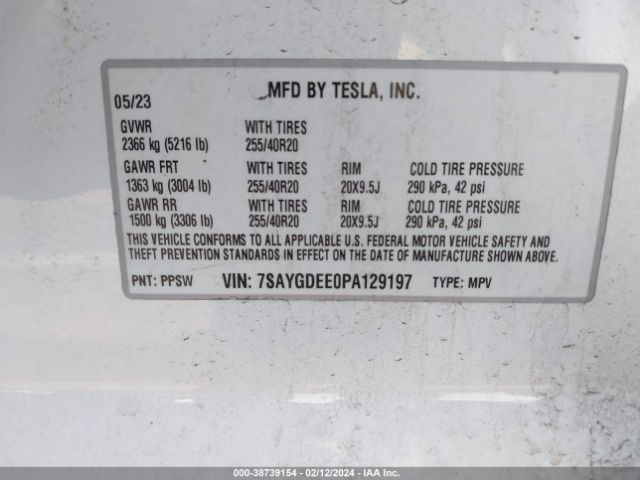 MFD BY TESLA, INC.
05/23
GVWR WITH TIRES
2366 kg (5216 lb) 255/40R20
GAWR FRT WITH TIRES RIM COLD TIRE PRESSURE
1363 kg (3004 lb) 255/40R20 20X9.5J 290 kPa, 42 psi
GAWR RR WITH TIRES RIM COLD TIRE PRESSURE
1500 kg (3306 lb) 255/40R20 20X9.5J 290 kPa, 42 psi
THIS VEHICLE CONFORMS TO ALL APPLICABLE U.S. FEDERAL MOTOR VEHICLE SAFETY AND
THEFT PREVENTION STANDARDS IN EFFECT ON THE DATE OF MANUFACTURE SHOWN ABOVE.
PNT: PPSW VIN: 7SAYGDEE0PA129197 TYPE: MPV
000-38739154 - 02/12/2024 - IAA Inc.